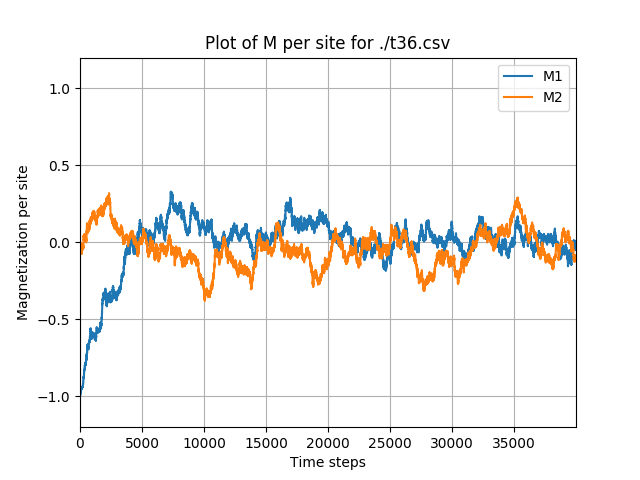 Plot of M per site for ./t36.csv
M1
M2
Magnetization per site
1.0
0.5
0.0
−0.5
−1.0
0 5000 10000 15000 20000 25000 30000 35000
Time steps